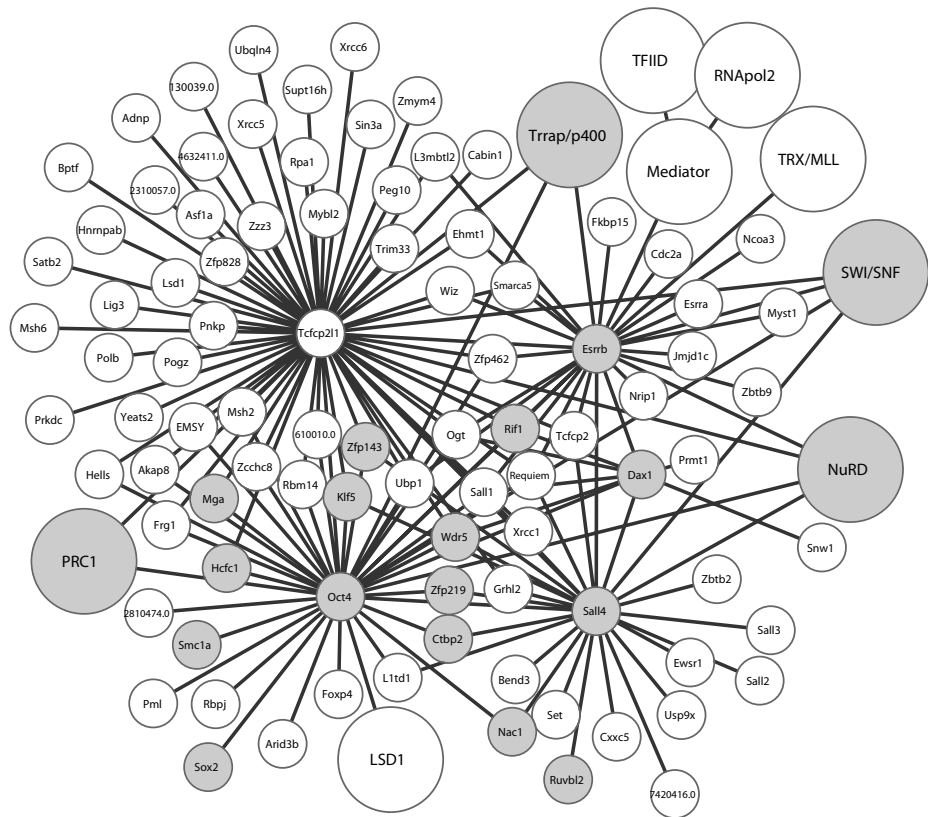 Ubqln4
Xrcc6
TFIID
RNApol2
130039.0
Supt16h
Zmym4
Adnp
Xrcc5
Sin3a
Trrap/p400
4632411.0
Rpa1
L3mbtl2
Cabin1
Mediator
TRX/MLL
Bptf
2310057.0
Peg10
Asf1a
Zzz3
Mybl2
Fkbp15
Hnrnpab
Trim33
Ehmt1
Ncoa3
Satb2
Zfp828
Cdc2a
SWI/SNF
Lsd1
Wiz
Smarca5
Lig3
Esrra
Myst1
Msh6
Pnkp
Tcfcp2l1
Esrrb
Polb
Pogz
Zfp462
Jmjd1c
Nrip1
Zbtb9
Prkdc
Yeats2
EMSY
Msh2
610010.0
Zfp143
Ogt
Rif1
Tcfcp2
Hells
Akap8
Zcchc8
Rbm14
Klf5
Ubp1
Sall1
Requiem
Dax1
Prmt1
NuRD
Mga
Frg1
Wdr5
Xrcc1
Snw1
PRC1
Hcfc1
Oct4
Zfp219
Grhl2
Zbtb2
2810474.0
Sall4
Smc1a
Ctbp2
Sall3
L1td1
Bend3
Ewsr1
Sall2
Pml
Rbpj
Foxp4
Set
Usp9x
Arid3b
Nac1
Cxxc5
LSD1
Sox2
Ruvbl2
7420416.0